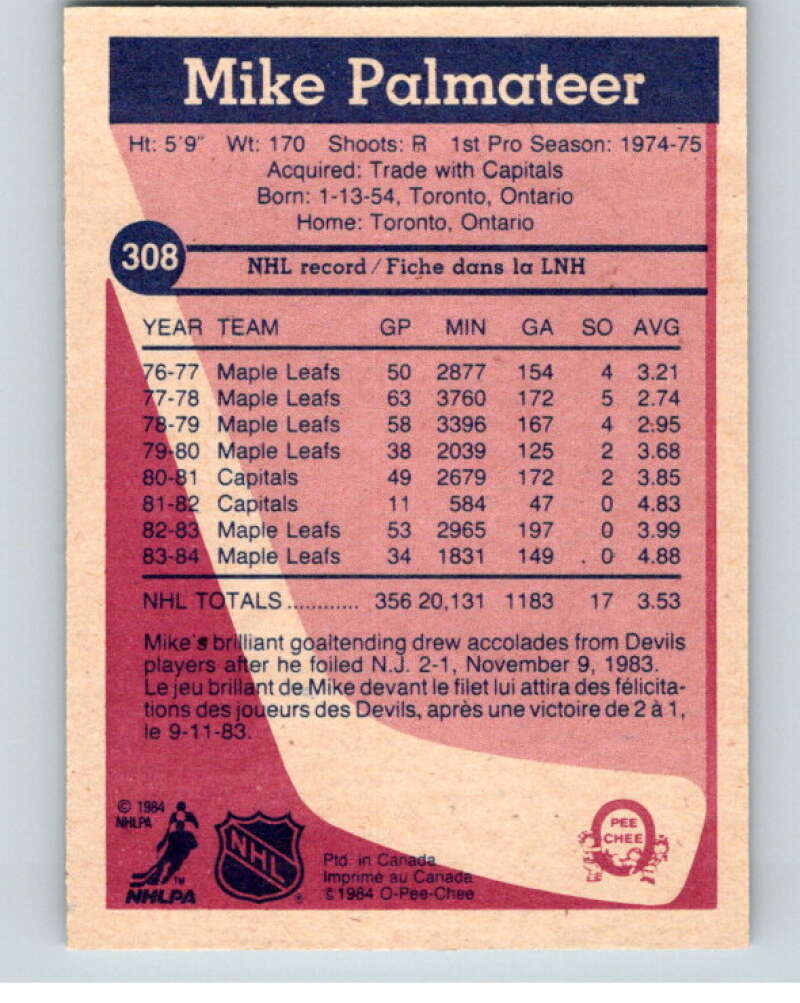 Mike Palmateer
Ht: 5'9" Wt: 170 Shoots: R 1st Pro Season: 1974-75
Acquired: Trade with Capitals
Born: 1-13-54, Toronto, Ontario
Home: Toronto, Ontario
308
NHL record / Fiche dans la LNH
YEAR TEAM GP MIN GA SO AVG
76-77 Maple Leafs 50 2877 154 4 3.21
77-78 Maple Leafs 63 3760 172 5 2.74
78-79 Maple Leafs 58 3396 167 4 2.95
79-80 Maple Leafs 38 2039 125 2 3.68
80-81 Capitals 49 2679 172 2 3.85
81-82 Capitals 11 584 47 0 4.83
82-83 Maple Leafs 53 2965 197 0 3.99
83-84 Maple Leafs 34 1831 149 0 4.88
NHL TOTALS ............ 356 20,131 1183 17 3.53
Mike's brilliant goaltending drew accolades from Devils
players after he foiled N.J. 2-1, November 9, 1983.
Le jeu brillant de Mike devant le filet lui attira des félicita-
tions des joueurs des Devils, après une victoire de 2 à 1,
le 9-11-83.
© 1984
NHLPA
NHLPA
TM
NHL
®
Ptd. in Canada
Imprimé au Canada
©1984 O-Pee-Chee
O
PEE
CHEE